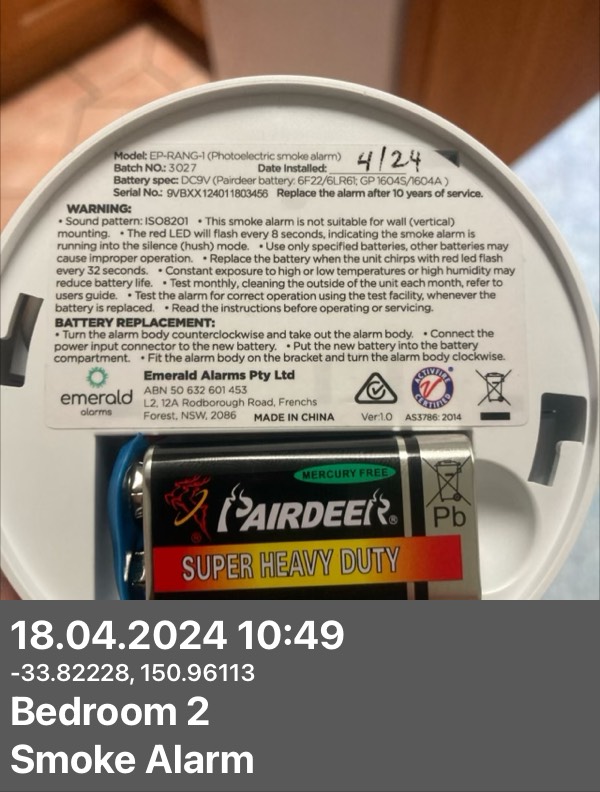 Model: EP-RANG-1 (Photoelectric smoke alarm)
Batch NO.: 3027 Date Installed: 4/24
Battery spec: DC9V (Pairdeer battery: 6F22/6LR61; GP 1604S/1604A )
Serial No.: 9VBXX124011803456 Replace the alarm after 10 years of service.
WARNING:
• Sound pattern: ISO8201 • This smoke alarm is not suitable for wall (vertical)
mounting. • The red LED will flash every 8 seconds, indicating the smoke alarm is
running into the silence (hush) mode. • Use only specified batteries, other batteries may
cause improper operation. • Replace the battery when the unit chirps with red led flash
every 32 seconds. • Constant exposure to high or low temperatures or high humidity may
reduce battery life. • Test monthly, cleaning the outside of the unit each month, refer to
users guide. • Test the alarm for correct operation using the test facility, whenever the
battery is replaced. • Read the instructions before operating or servicing.
BATTERY REPLACEMENT:
• Turn the alarm body counterclockwise and take out the alarm body. • Connect the
power input connector to the new battery. • Put the new battery into the battery
compartment. • Fit the alarm body on the bracket and turn the alarm body clockwise.
emerald
alarms
Emerald Alarms Pty Ltd
ABN 50 632 601 453
L2, 12A Rodborough Road, Frenchs
Forest, NSW, 2086 MADE IN CHINA
Ver:1.0
ACTIVFIRE
CERTIFIED
AS3786: 2014
MERCURY FREE
PAIRDEER®
Pb
SUPER HEAVY DUTY
18.04.2024 10:49
-33.82228, 150.96113
Bedroom 2
Smoke Alarm